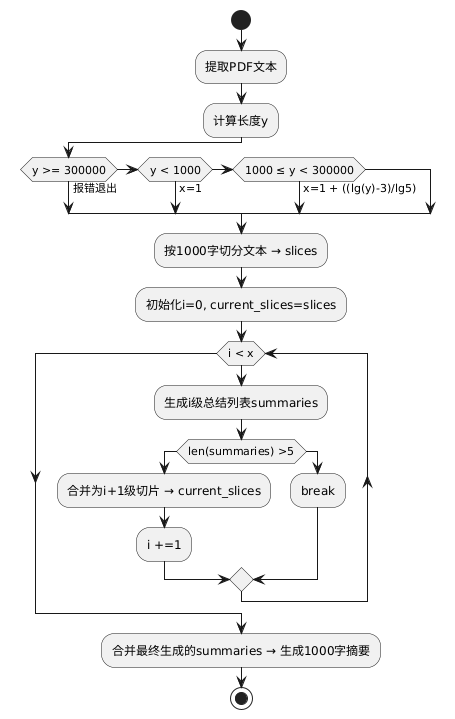 提取PDF文本
计算长度y
y >= 300000
y < 1000
1000 ≤ y < 300000
报错退出
x=1
x=1 + ((lg(y)-3)/lg5)
按1000字切分文本 → slices
初始化i=0, current_slices=slices
i < x
生成i级总结列表summaries
len(summaries) >5
合并为i+1级切片 → current_slices
break
i +=1
合并最终生成的summaries → 生成1000字摘要